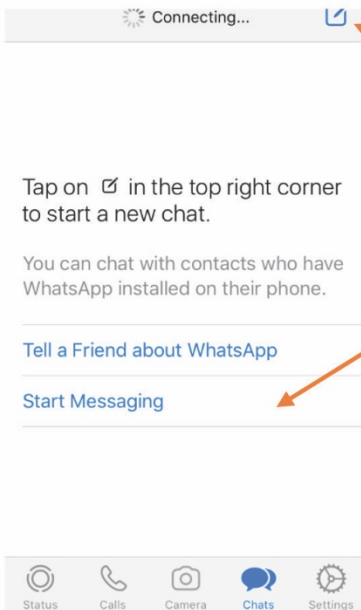 Connecting...
Tap on in the top right corner
to start a new chat.
You can chat with contacts who have
WhatsApp installed on their phone.
Tell a Friend about WhatsApp
Start Messaging
Status Calls Camera Chats Settings